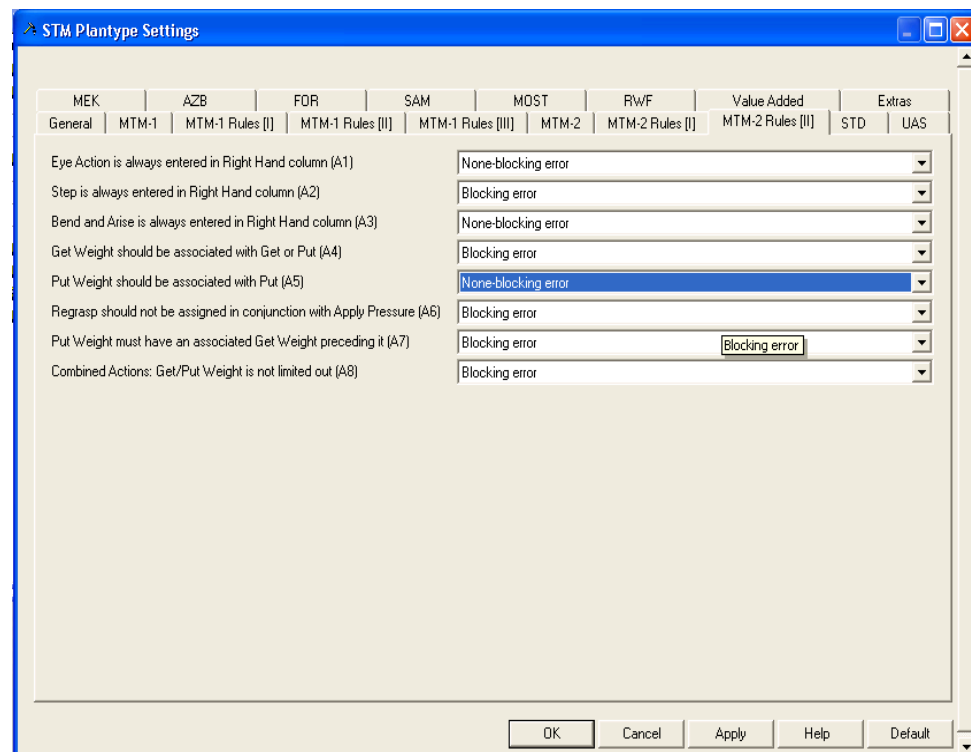 STM Plantype Settings
MEK AZB FOR SAM MOST RWF Value Added Extras
General MTM-1 MTM-1 Rules [I] MTM-1 Rules [II] MTM-1 Rules [III] MTM-2 MTM-2 Rules [I] MTM-2 Rules [II] STD UAS
Eye Action is always entered in Right Hand column (A1) None-blocking error
Step is always entered in Right Hand column (A2) Blocking error
Bend and Arise is always entered in Right Hand column (A3) None-blocking error
Get Weight should be associated with Get or Put (A4) Blocking error
Put Weight should be associated with Put (A5) None-blocking error
Regrasp should not be assigned in conjunction with Apply Pressure (A6) Blocking error
Put Weight must have an associated Get Weight preceding it (A7) Blocking error Blocking error
Combined Actions: Get/Put Weight is not limited out (A8) Blocking error
OK Cancel Apply Help Default